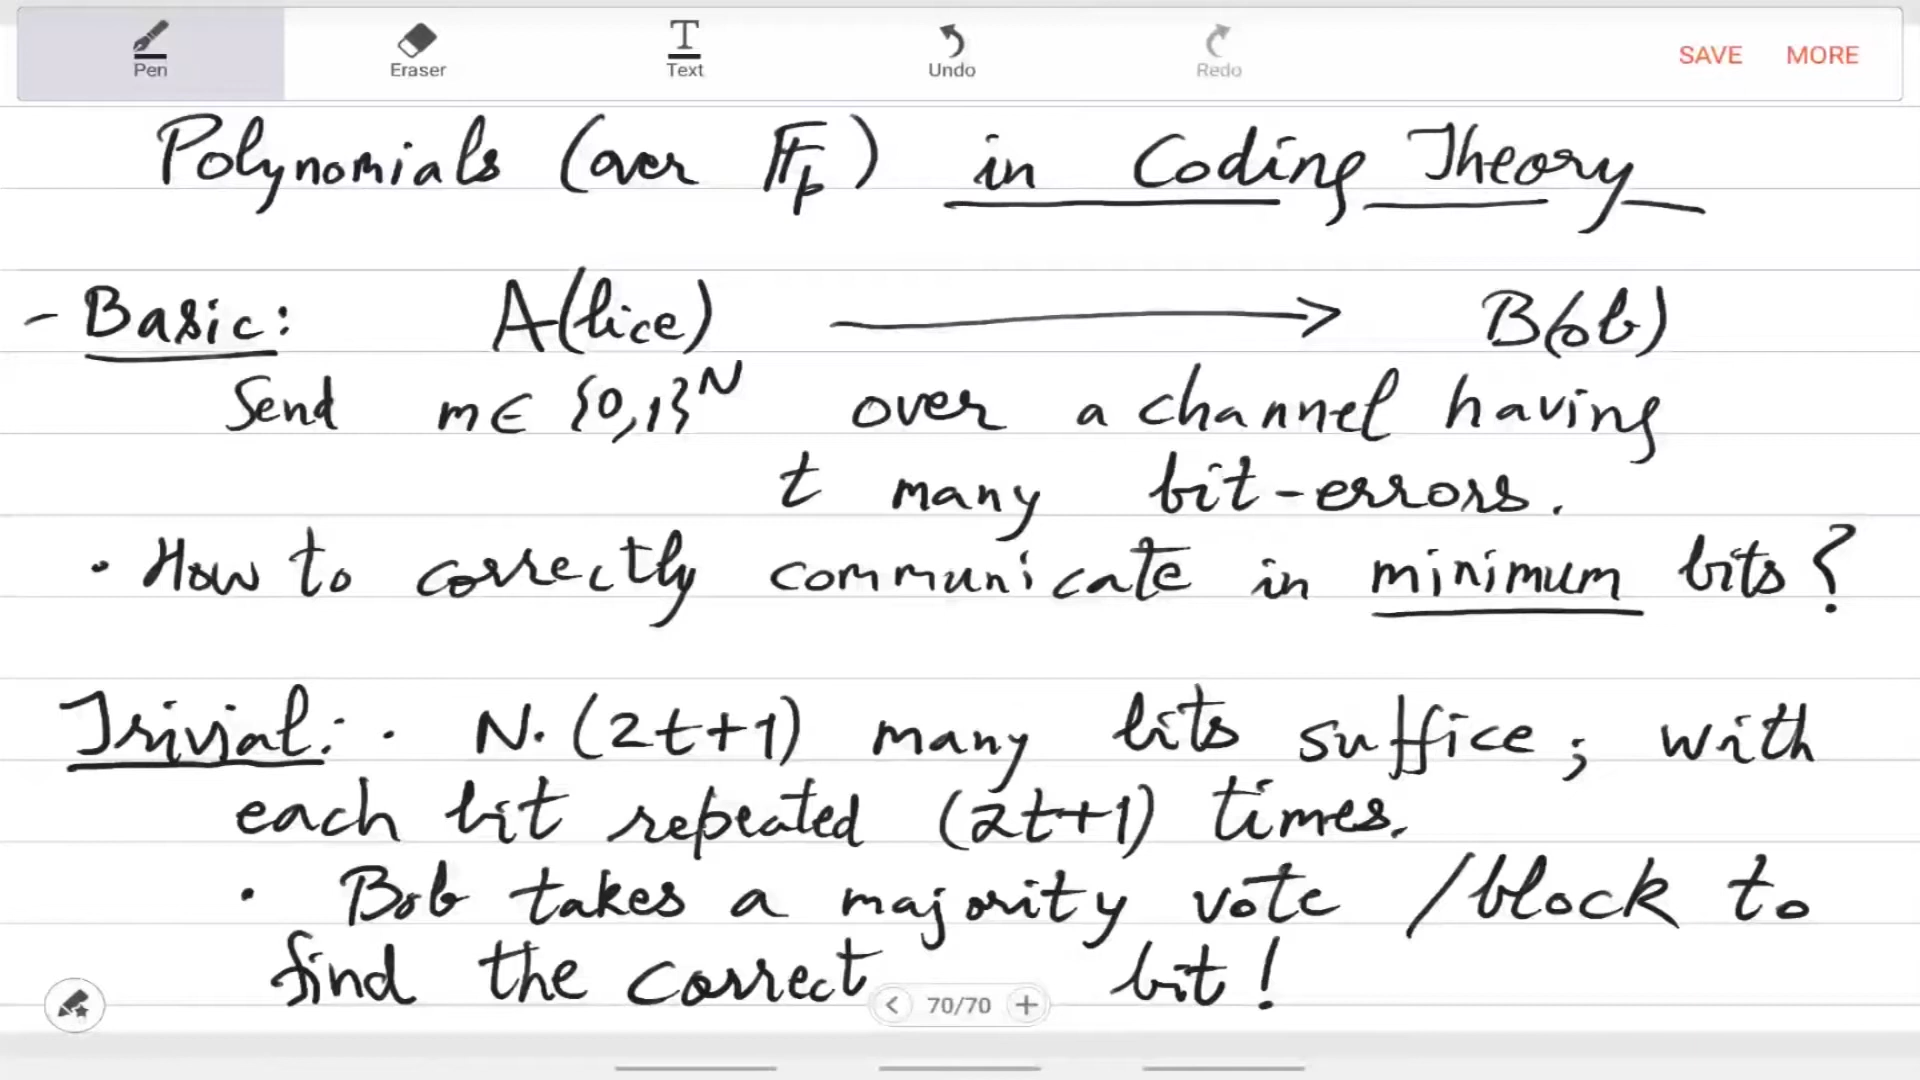 Pen Eraser Text Undo Redo SAVE MORE
Polynomials (over 𝔽p) in Coding Theory
- Basic: A(lice) ⟶ B(ob)
Send m∈ {0,1}^N over a channel having
t many bit-errors.
• How to correctly communicate in minimum bits?
Trivial: • N.(2t+1) many bits suffice; with
each bit repeated (2t+1) times.
• Bob takes a majority vote /block to
find the correct bit!
70/70